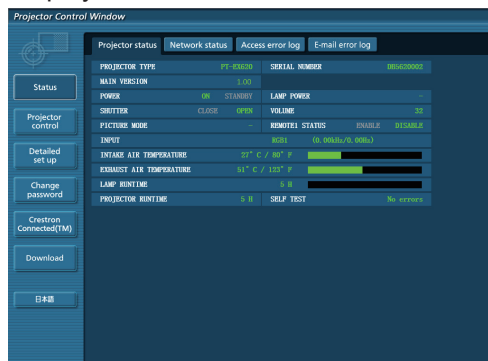 Projector Control Window
Projector status Network status Access error log E-mail error log
PROJECTOR TYPE PT-EX620 SERIAL NUMBER DB5620002
MAIN VERSION 1.00
POWER ON STANDBY LAMP POWER --
SHUTTER CLOSE OPEN VOLUME 32
PICTURE MODE -- REMOTE1 STATUS ENABLE DISABLE
INPUT RGB1 (0.00kHz/0.00Hz)
INTAKE AIR TEMPERATURE 27° C / 80° F
EXHAUST AIR TEMPERATURE 51° C / 123° F
LAMP RUNTIME 5 H
PROJECTOR RUNTIME 5 H SELF TEST No errors
Status
Projector
control
Detailed
set up
Change
password
Crestron
Connected(TM)
Download
日本語